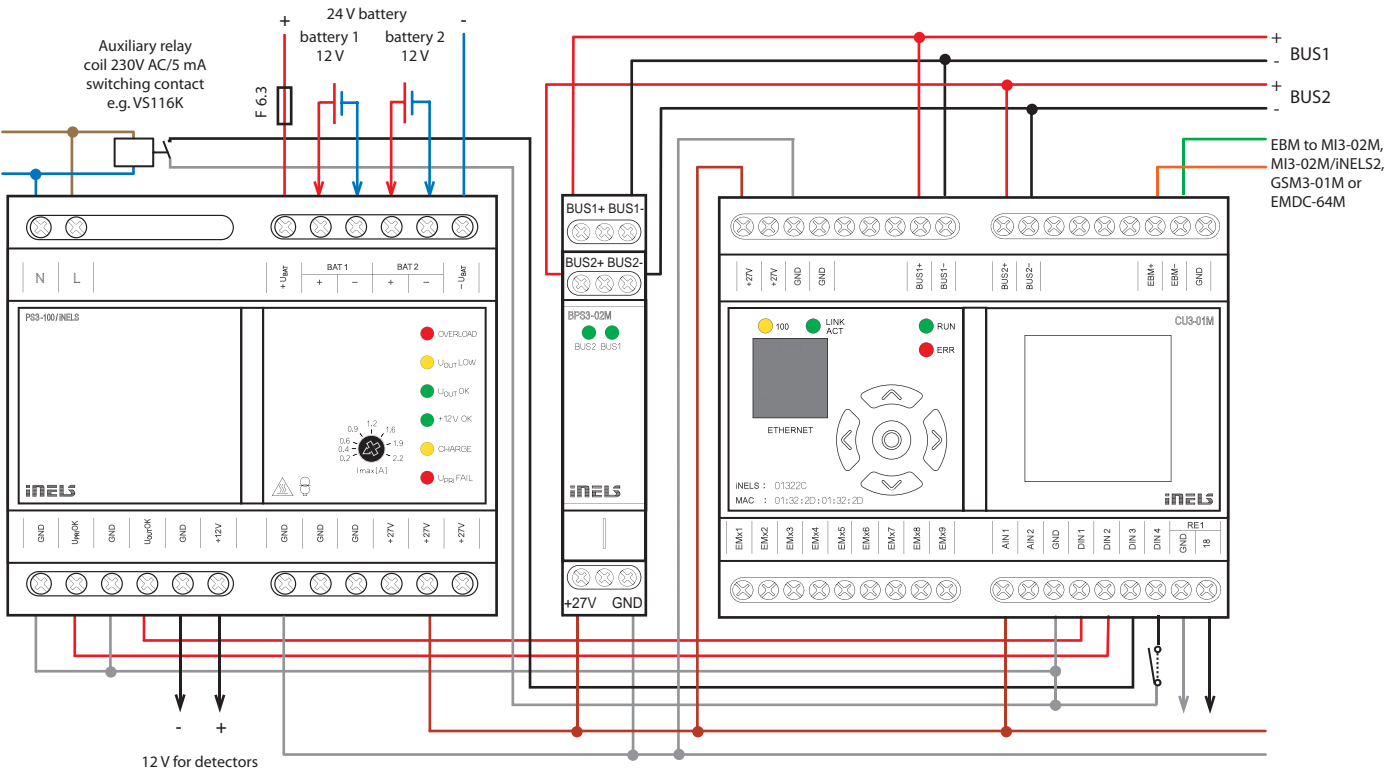 +
24 V battery
-
battery 1
12 V
battery 2
12 V
Auxiliary relay
coil 230V AC/5 mA
switching contact
e.g. VS116K
F 6.3
+
-
BUS1
+
-
BUS2
EBM to MI3-02M,
MI3-02M/iNELS2,
GSM3-01M or
EMDC-64M
N
L
+ UBAT
BAT 1
+
−
BAT 2
+
−
− UBAT
PS3-100/iNELS
OVERLOAD
UOUT LOW
UOUT OK
+12V OK
CHARGE
UPRI FAIL
0.2
0.4
0.6
0.9
1.2
1.6
1.9
2.2
Imax[A]
iNELS
GND
UPRIOK
GND
UOUTOK
GND
+12V
GND
GND
GND
+27V
+27V
+27V
-
+
12 V for detectors
BUS1+ BUS1-
BUS2+ BUS2-
BPS3-02M
BUS2 BUS1
iNELS
+27V GND
+27V
+27V
GND
GND
BUS1+
BUS1−
BUS2+
BUS2−
EBM+
EBM−
GND
100
LINK
ACT
RUN
ERR
CU3-01M
ETHERNET
iNELS : 01322C
MAC : 01:32:2D:01:32:2D
iNELS
EMx1
EMx2
EMx3
EMx4
EMx5
EMx6
EMx7
EMx8
EMx9
AIN 1
AIN 2
GND
DIN 1
DIN 2
DIN 3
DIN 4
RE1
GND
18